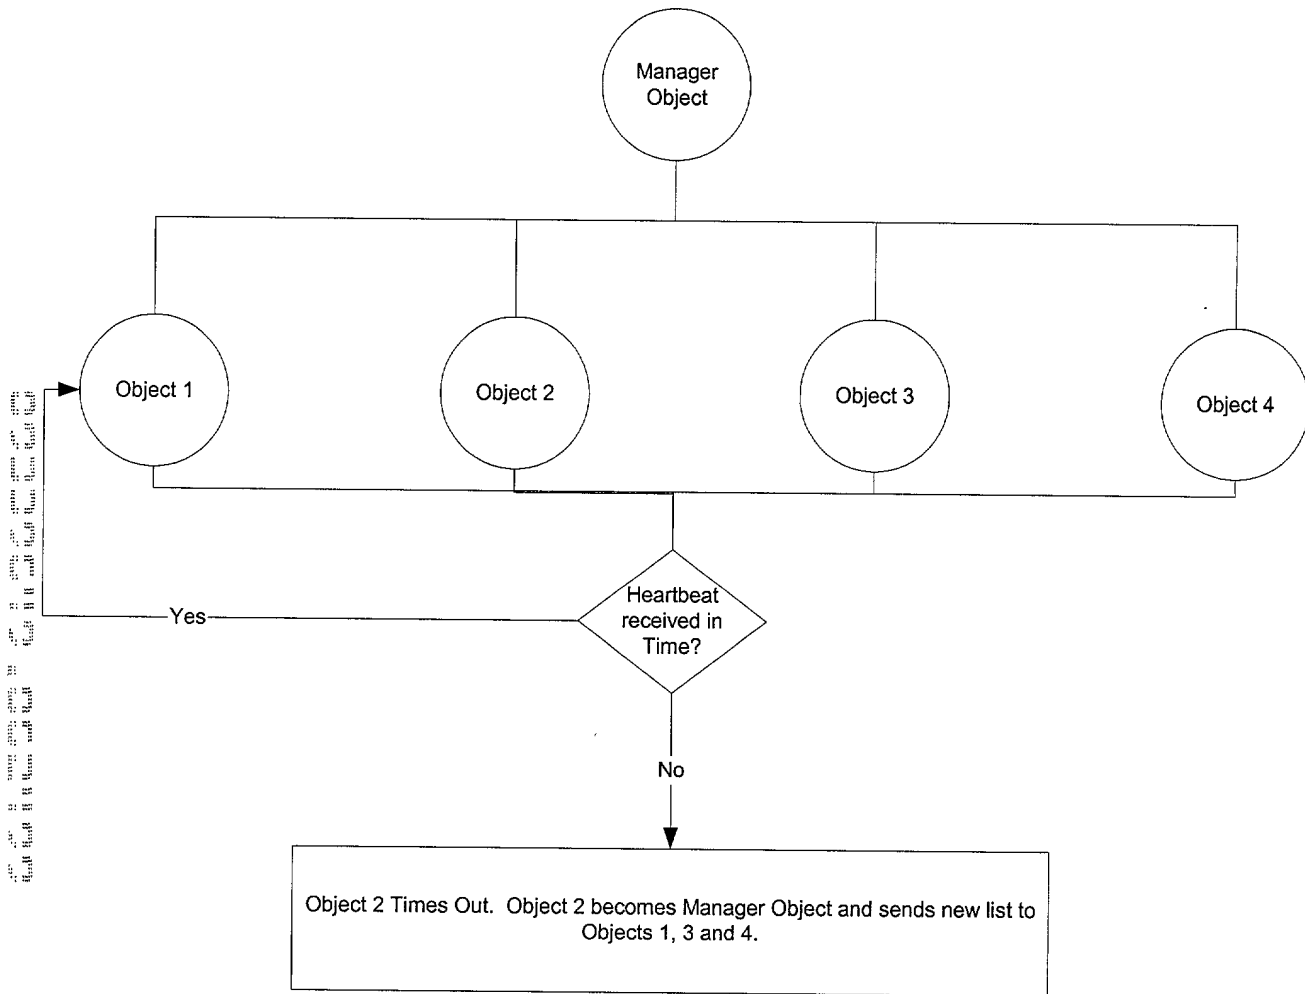 Manager
Object
Object 1
Object 2
Object 3
Object 4
Heartbeat
received in
Time?
Yes
No
Object 2 Times Out. Object 2 becomes Manager Object and sends new list to
Objects 1, 3 and 4.